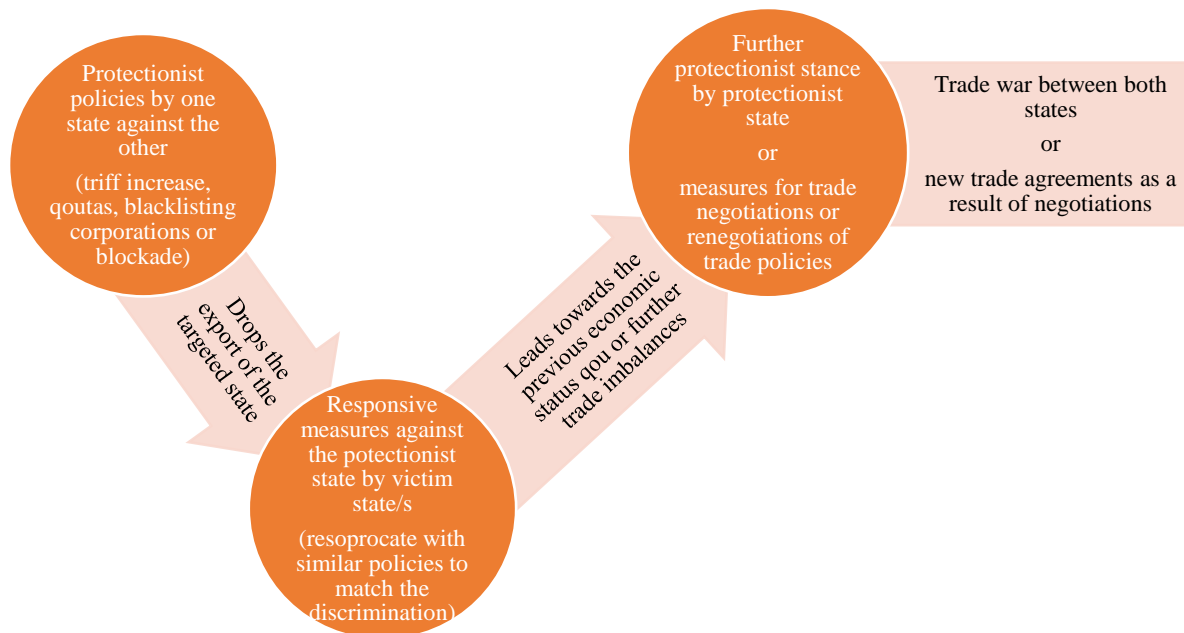 Protectionist
policies by one
state against the
other
(triff increase,
qoutas, blacklisting
corporations or
blockade)
Drops the
export of the
targeted state
Responsive
measures against
the potectionist
state by victim
state/s
(resoprocate with
similar policies to
match the
discrimination)
Leads towards the
previous economic
status qou or further
trade imbalances
Further
protectionist stance
by protectionist
state
or
measures for trade
negotiations or
renegotiations of
trade policies
Trade war between both
states
or
new trade agreements as a
result of negotiations